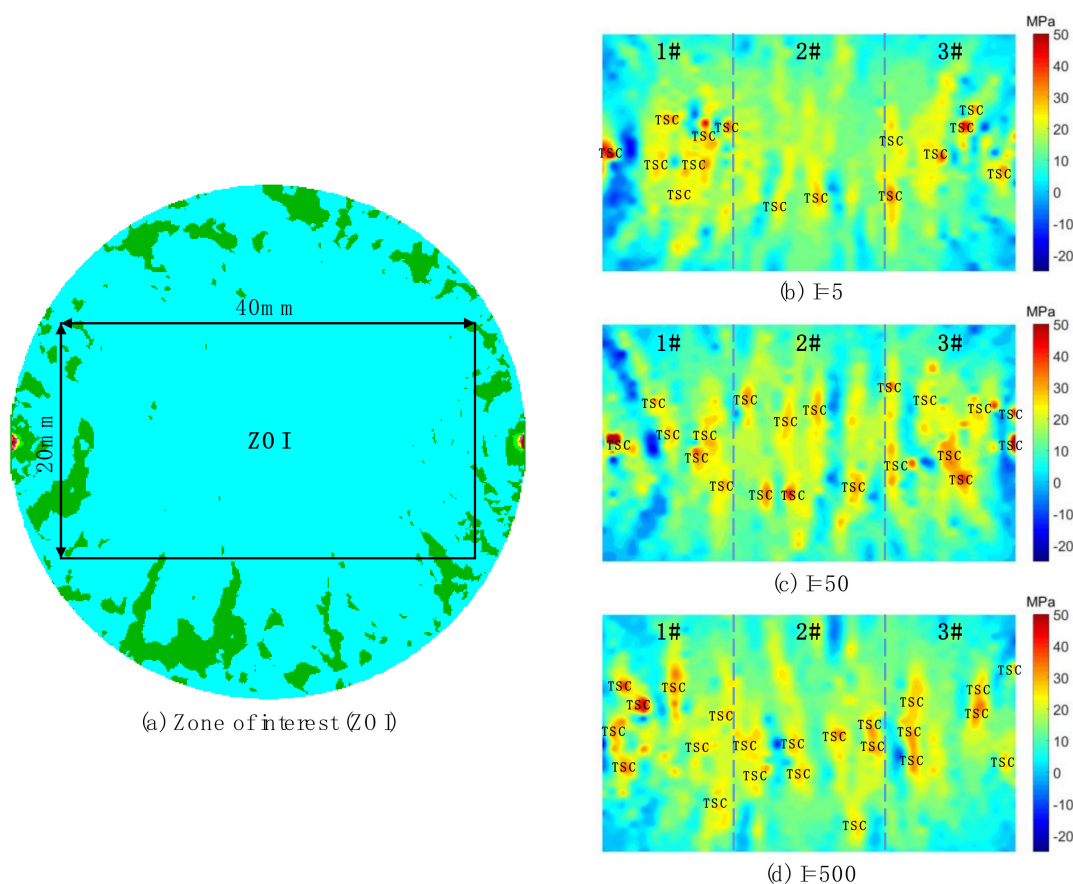 40mm
20mm
ZOI
(a) Zone of interest (ZOI)
MPa
1# 2# 3#
TSC TSC TSC TSC TSC TSC TSC TSC TSC TSC TSC TSC TSC TSC TSC TSC
50
40
30
20
10
0
-10
-20
(b) I=5
MPa
1# 2# 3#
TSC TSC TSC TSC TSC TSC TSC TSC TSC TSC TSC TSC TSC TSC TSC TSC TSC TSC TSC TSC
50
40
30
20
10
0
-10
-20
(c) I=50
MPa
1# 2# 3#
TSC TSC TSC TSC TSC TSC TSC TSC TSC TSC TSC TSC TSC TSC TSC TSC TSC TSC TSC TSC TSC TSC TSC
50
40
30
20
10
0
-10
-20
(d) I=500